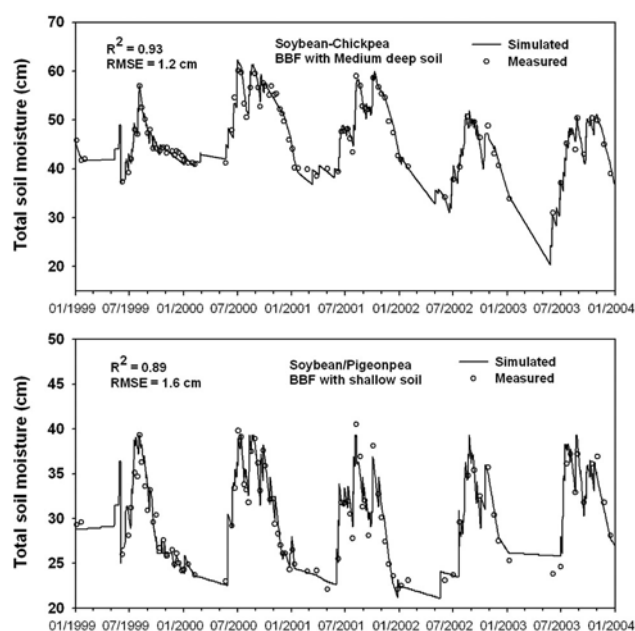 70
60
50
40
30
20
Total soil moisture (cm)
R2 = 0.93
RMSE = 1.2 cm
Soybean-Chickpea
BBF with Medium deep soil
Simulated
Measured
01/1999 07/1999 01/2000 07/2000 01/2001 07/2001 01/2002 07/2002 01/2003 07/2003 01/2004
50
45
40
35
30
25
20
Total soil moisture (cm)
R2 = 0.89
RMSE = 1.6 cm
Soybean/Pigeonpea
BBF with shallow soil
Simulated
Measured
01/1999 07/1999 01/2000 07/2000 01/2001 07/2001 01/2002 07/2002 01/2003 07/2003 01/2004